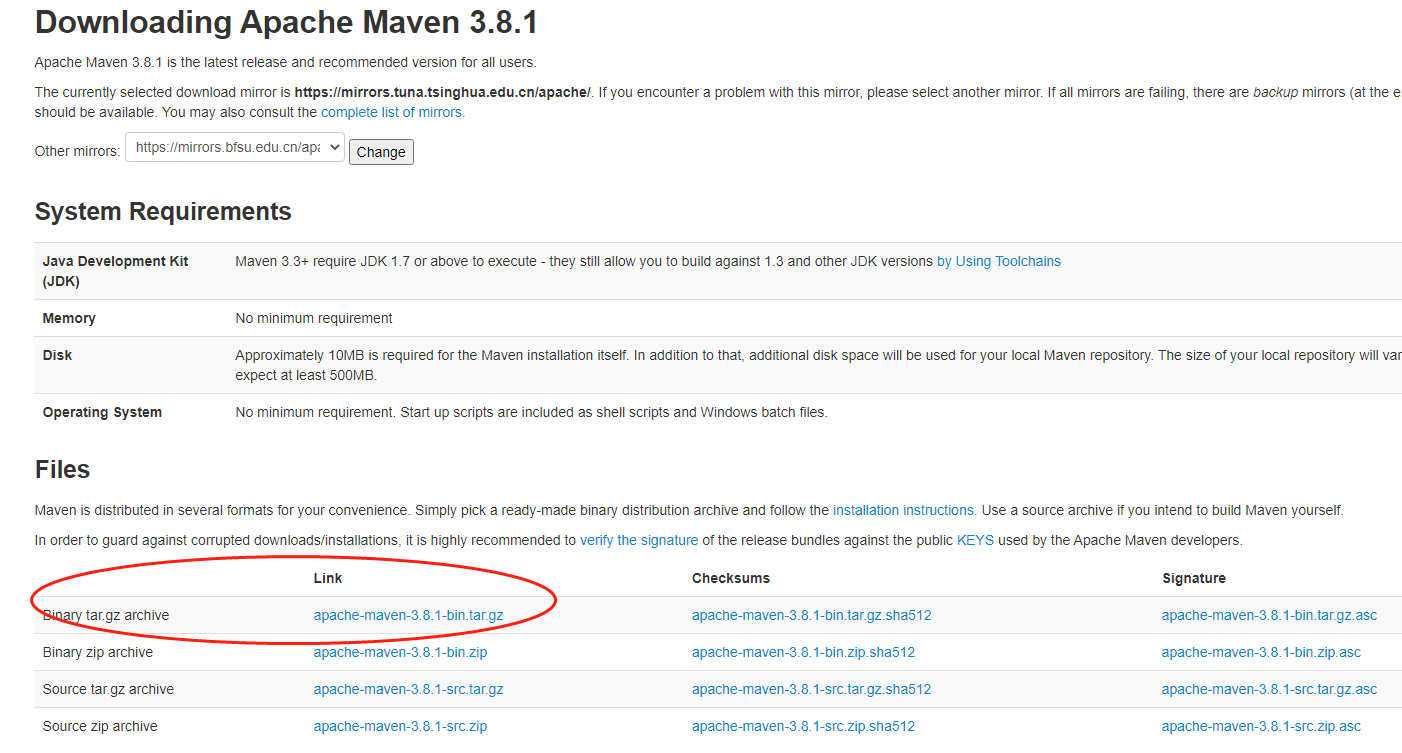 Downloading Apache Maven 3.8.1
Apache Maven 3.8.1 is the latest release and recommended version for all users.
The currently selected download mirror is https://mirrors.tuna.tsinghua.edu.cn/apache/. If you encounter a problem with this mirror, please select another mirror. If all mirrors are failing, there are backup mirrors (at the
should be available. You may also consult the complete list of mirrors.
Other mirrors: https://mirrors.bfsu.edu.cn/apa Change
System Requirements
Java Development Kit Maven 3.3+ require JDK 1.7 or above to execute - they still allow you to build against 1.3 and other JDK versions by Using Toolchains
(JDK)
Memory No minimum requirement
Disk Approximately 10MB is required for the Maven installation itself. In addition to that, additional disk space will be used for your local Maven repository. The size of your local repository will
expect at least 500MB.
Operating System No minimum requirement. Start up scripts are included as shell scripts and Windows batch files.
Files
Maven is distributed in several formats for your convenience. Simply pick a ready-made binary distribution archive and follow the installation instructions. Use a source archive if you intend to build Maven yourself.
In order to guard against corrupted downloads/installations, it is highly recommended to verify the signature of the release bundles against the public KEYS used by the Apache Maven developers.
Link Checksums Signature
Binary tar.gz archive apache-maven-3.8.1-bin.tar.gz apache-maven-3.8.1-bin.tar.gz.sha512 apache-maven-3.8.1-bin.tar.gz.asc
Binary zip archive apache-maven-3.8.1-bin.zip apache-maven-3.8.1-bin.zip.sha512 apache-maven-3.8.1-bin.zip.asc
Source tar.gz archive apache-maven-3.8.1-src.tar.gz apache-maven-3.8.1-src.tar.gz.sha512 apache-maven-3.8.1-src.tar.gz.asc
Source zip archive apache-maven-3.8.1-src.zip apache-maven-3.8.1-src.zip.sha512 apache-maven-3.8.1-src.zip.asc